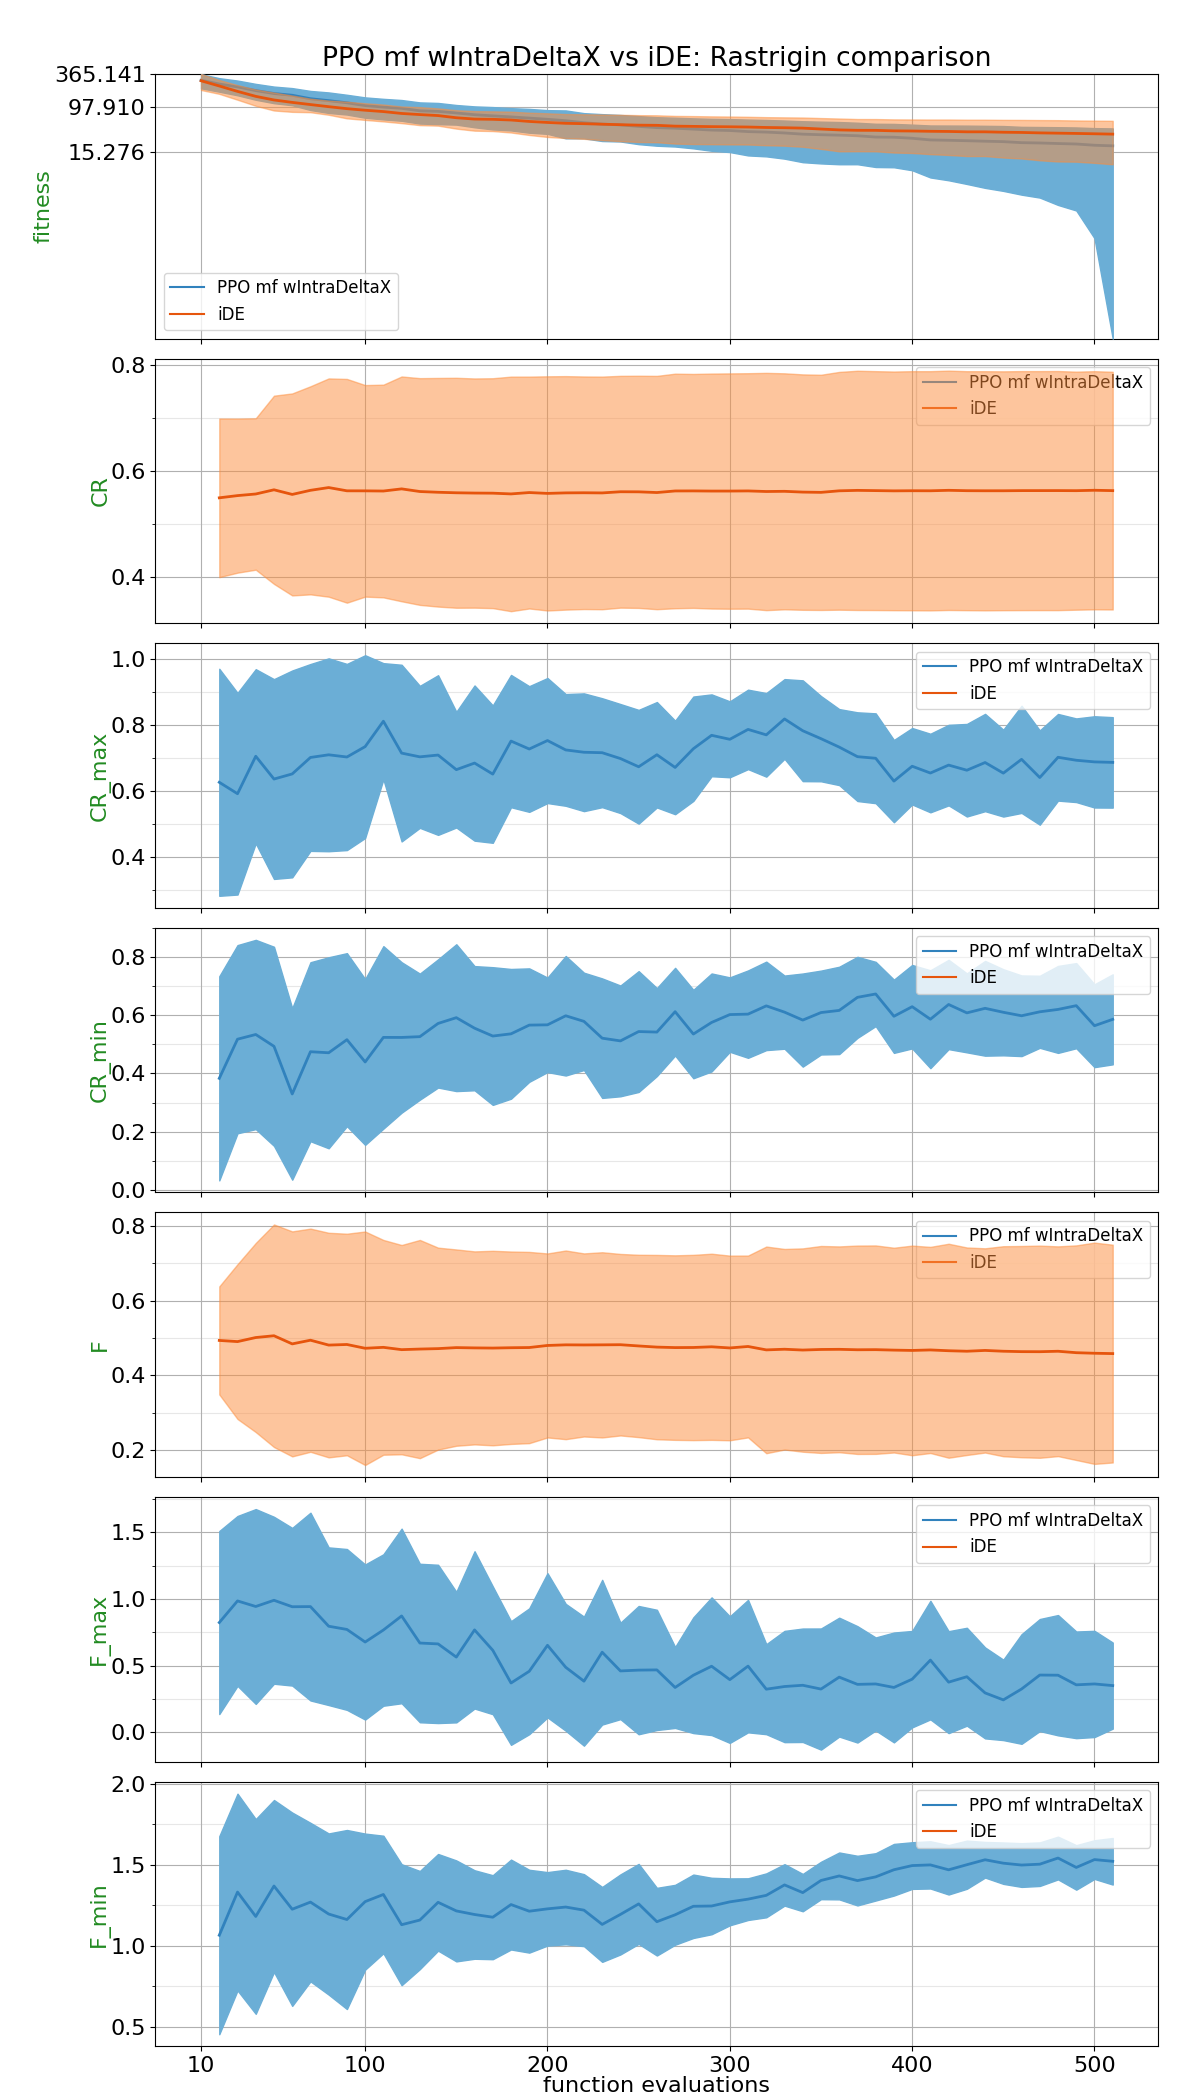 PPO mf wIntraDeltaX vs iDE: Rastrigin comparison
365.141
97.910
15.276
fitness
PPO mf wIntraDeltaX
iDE
0.8
0.6
0.4
CR
PPO mf wIntraDeltaX
iDE
1.0
0.8
0.6
0.4
CR_max
PPO mf wIntraDeltaX
iDE
0.8
0.6
0.4
0.2
0.0
CR_min
PPO mf wIntraDeltaX
iDE
0.8
0.6
0.4
0.2
F
PPO mf wIntraDeltaX
iDE
1.5
1.0
0.5
0.0
F_max
PPO mf wIntraDeltaX
iDE
2.0
1.5
1.0
0.5
F_min
PPO mf wIntraDeltaX
iDE
10 100 200 300 400 500
function evaluations